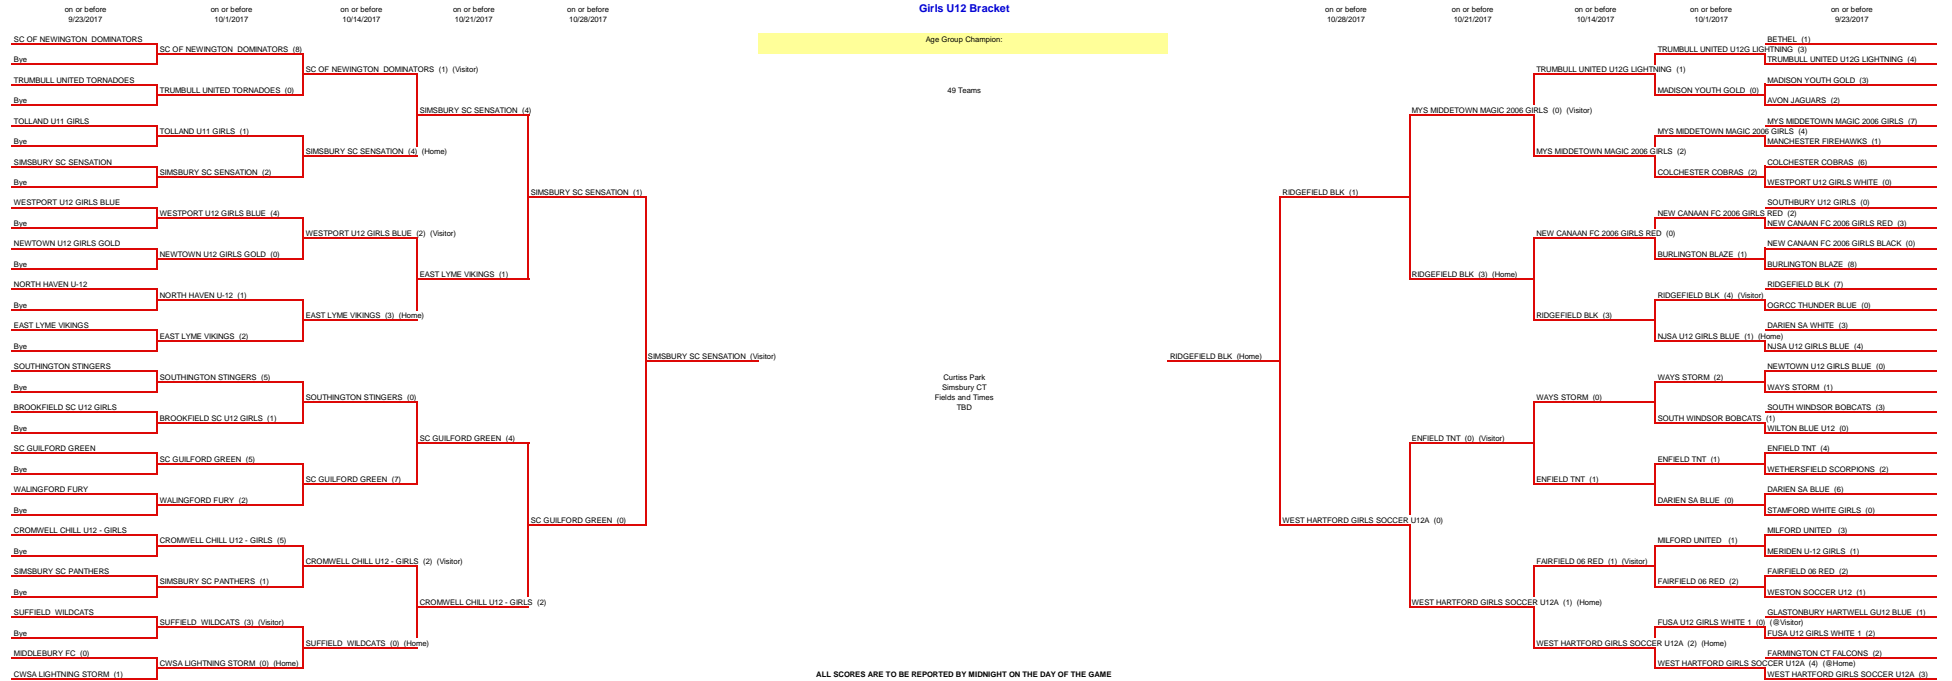 Girls U12 Bracket
on or before
9/23/2017
on or before
10/1/2017
on or before
10/14/2017
on or before
10/21/2017
on or before
10/28/2017
on or before
10/28/2017
on or before
10/21/2017
on or before
10/14/2017
on or before
10/1/2017
on or before
9/23/2017
SC OF NEWINGTON DOMINATORS
Bye
TRUMBULL UNITED TORNADOES
Bye
TOLLAND U11 GIRLS
Bye
SIMSBURY SC SENSATION
Bye
WESTPORT U12 GIRLS BLUE
Bye
NEWTOWN U12 GIRLS GOLD
Bye
NORTH HAVEN U-12
Bye
EAST LYME VIKINGS
Bye
SOUTHINGTON STINGERS
Bye
BROOKFIELD SC U12 GIRLS
Bye
SC GUILFORD GREEN
Bye
WALINGFORD FURY
Bye
CROMWELL CHILL U12 - GIRLS
Bye
SIMSBURY SC PANTHERS
Bye
SUFFIELD WILDCATS
Bye
MIDDLEBURY FC (0)
CWSA LIGHTNING STORM (1)
SC OF NEWINGTON DOMINATORS (8)
TRUMBULL UNITED TORNADOES (0)
TOLLAND U11 GIRLS (1)
SIMSBURY SC SENSATION (2)
WESTPORT U12 GIRLS BLUE (4)
NEWTOWN U12 GIRLS GOLD (0)
NORTH HAVEN U-12 (1)
EAST LYME VIKINGS (2)
SOUTHINGTON STINGERS (5)
BROOKFIELD SC U12 GIRLS (1)
SC GUILFORD GREEN (5)
WALINGFORD FURY (2)
CROMWELL CHILL U12 - GIRLS (5)
SIMSBURY SC PANTHERS (1)
SUFFIELD WILDCATS (3) (Visitor)
CWSA LIGHTNING STORM (0) (Home)
SC OF NEWINGTON DOMINATORS (1) (Visitor)
SIMSBURY SC SENSATION (4) (Home)
WESTPORT U12 GIRLS BLUE (2) (Visitor)
EAST LYME VIKINGS (3) (Home)
SOUTHINGTON STINGERS (0)
SC GUILFORD GREEN (7)
CROMWELL CHILL U12 - GIRLS (2) (Visitor)
SUFFIELD WILDCATS (0) (Home)
SIMSBURY SC SENSATION (4)
EAST LYME VIKINGS (1)
SC GUILFORD GREEN (4)
CROMWELL CHILL U12 - GIRLS (2)
SIMSBURY SC SENSATION (1)
SC GUILFORD GREEN (0)
SIMSBURY SC SENSATION (Visitor)
Age Group Champion:
49 Teams
Curtiss Park
Simsbury CT
Fields and Times
TBD
ALL SCORES ARE TO BE REPORTED BY MIDNIGHT ON THE DAY OF THE GAME
RIDGEFIELD BLK (Home)
RIDGEFIELD BLK (1)
WEST HARTFORD GIRLS SOCCER U12A (0)
MYS MIDDETOWN MAGIC 2006 GIRLS (0) (Visitor)
RIDGEFIELD BLK (3) (Home)
ENFIELD TNT (0) (Visitor)
WEST HARTFORD GIRLS SOCCER U12A (1) (Home)
TRUMBULL UNITED U12G LIGHTNING (1)
MYS MIDDETOWN MAGIC 2006 GIRLS (2)
NEW CANAAN FC 2006 GIRLS RED (0)
RIDGEFIELD BLK (3)
WAYS STORM (0)
ENFIELD TNT (1)
FAIRFIELD 06 RED (1) (Visitor)
WEST HARTFORD GIRLS SOCCER U12A (2) (Home)
TRUMBULL UNITED U12G LIGHTNING (3)
MADISON YOUTH GOLD (0)
MYS MIDDETOWN MAGIC 2006 GIRLS (4)
COLCHESTER COBRAS (2)
NEW CANAAN FC 2006 GIRLS RED (2)
BURLINGTON BLAZE (1)
RIDGEFIELD BLK (4) (Visitor)
NJSA U12 GIRLS BLUE (1) (Home)
WAYS STORM (2)
SOUTH WINDSOR BOBCATS (1)
ENFIELD TNT (1)
DARIEN SA BLUE (0)
MILFORD UNITED (1)
FAIRFIELD 06 RED (2)
FUSA U12 GIRLS WHITE 1 (0) (@Visitor)
WEST HARTFORD GIRLS SOCCER U12A (4) (@Home)
BETHEL (1)
TRUMBULL UNITED U12G LIGHTNING (4)
MADISON YOUTH GOLD (3)
AVON JAGUARS (2)
MYS MIDDETOWN MAGIC 2006 GIRLS (7)
MANCHESTER FIREHAWKS (1)
COLCHESTER COBRAS (6)
WESTPORT U12 GIRLS WHITE (0)
SOUTHBURY U12 GIRLS (0)
NEW CANAAN FC 2006 GIRLS RED (3)
NEW CANAAN FC 2006 GIRLS BLACK (0)
BURLINGTON BLAZE (8)
RIDGEFIELD BLK (7)
OGRCC THUNDER BLUE (0)
DARIEN SA WHITE (3)
NJSA U12 GIRLS BLUE (4)
NEWTOWN U12 GIRLS BLUE (0)
WAYS STORM (1)
SOUTH WINDSOR BOBCATS (3)
WILTON BLUE U12 (0)
ENFIELD TNT (4)
WETHERSFIELD SCORPIONS (2)
DARIEN SA BLUE (6)
STAMFORD WHITE GIRLS (0)
MILFORD UNITED (3)
MERIDEN U-12 GIRLS (1)
FAIRFIELD 06 RED (2)
WESTON SOCCER U12 (1)
GLASTONBURY HARTWELL GU12 BLUE (1)
FUSA U12 GIRLS WHITE 1 (2)
FARMINGTON CT FALCONS (2)
WEST HARTFORD GIRLS SOCCER U12A (3)